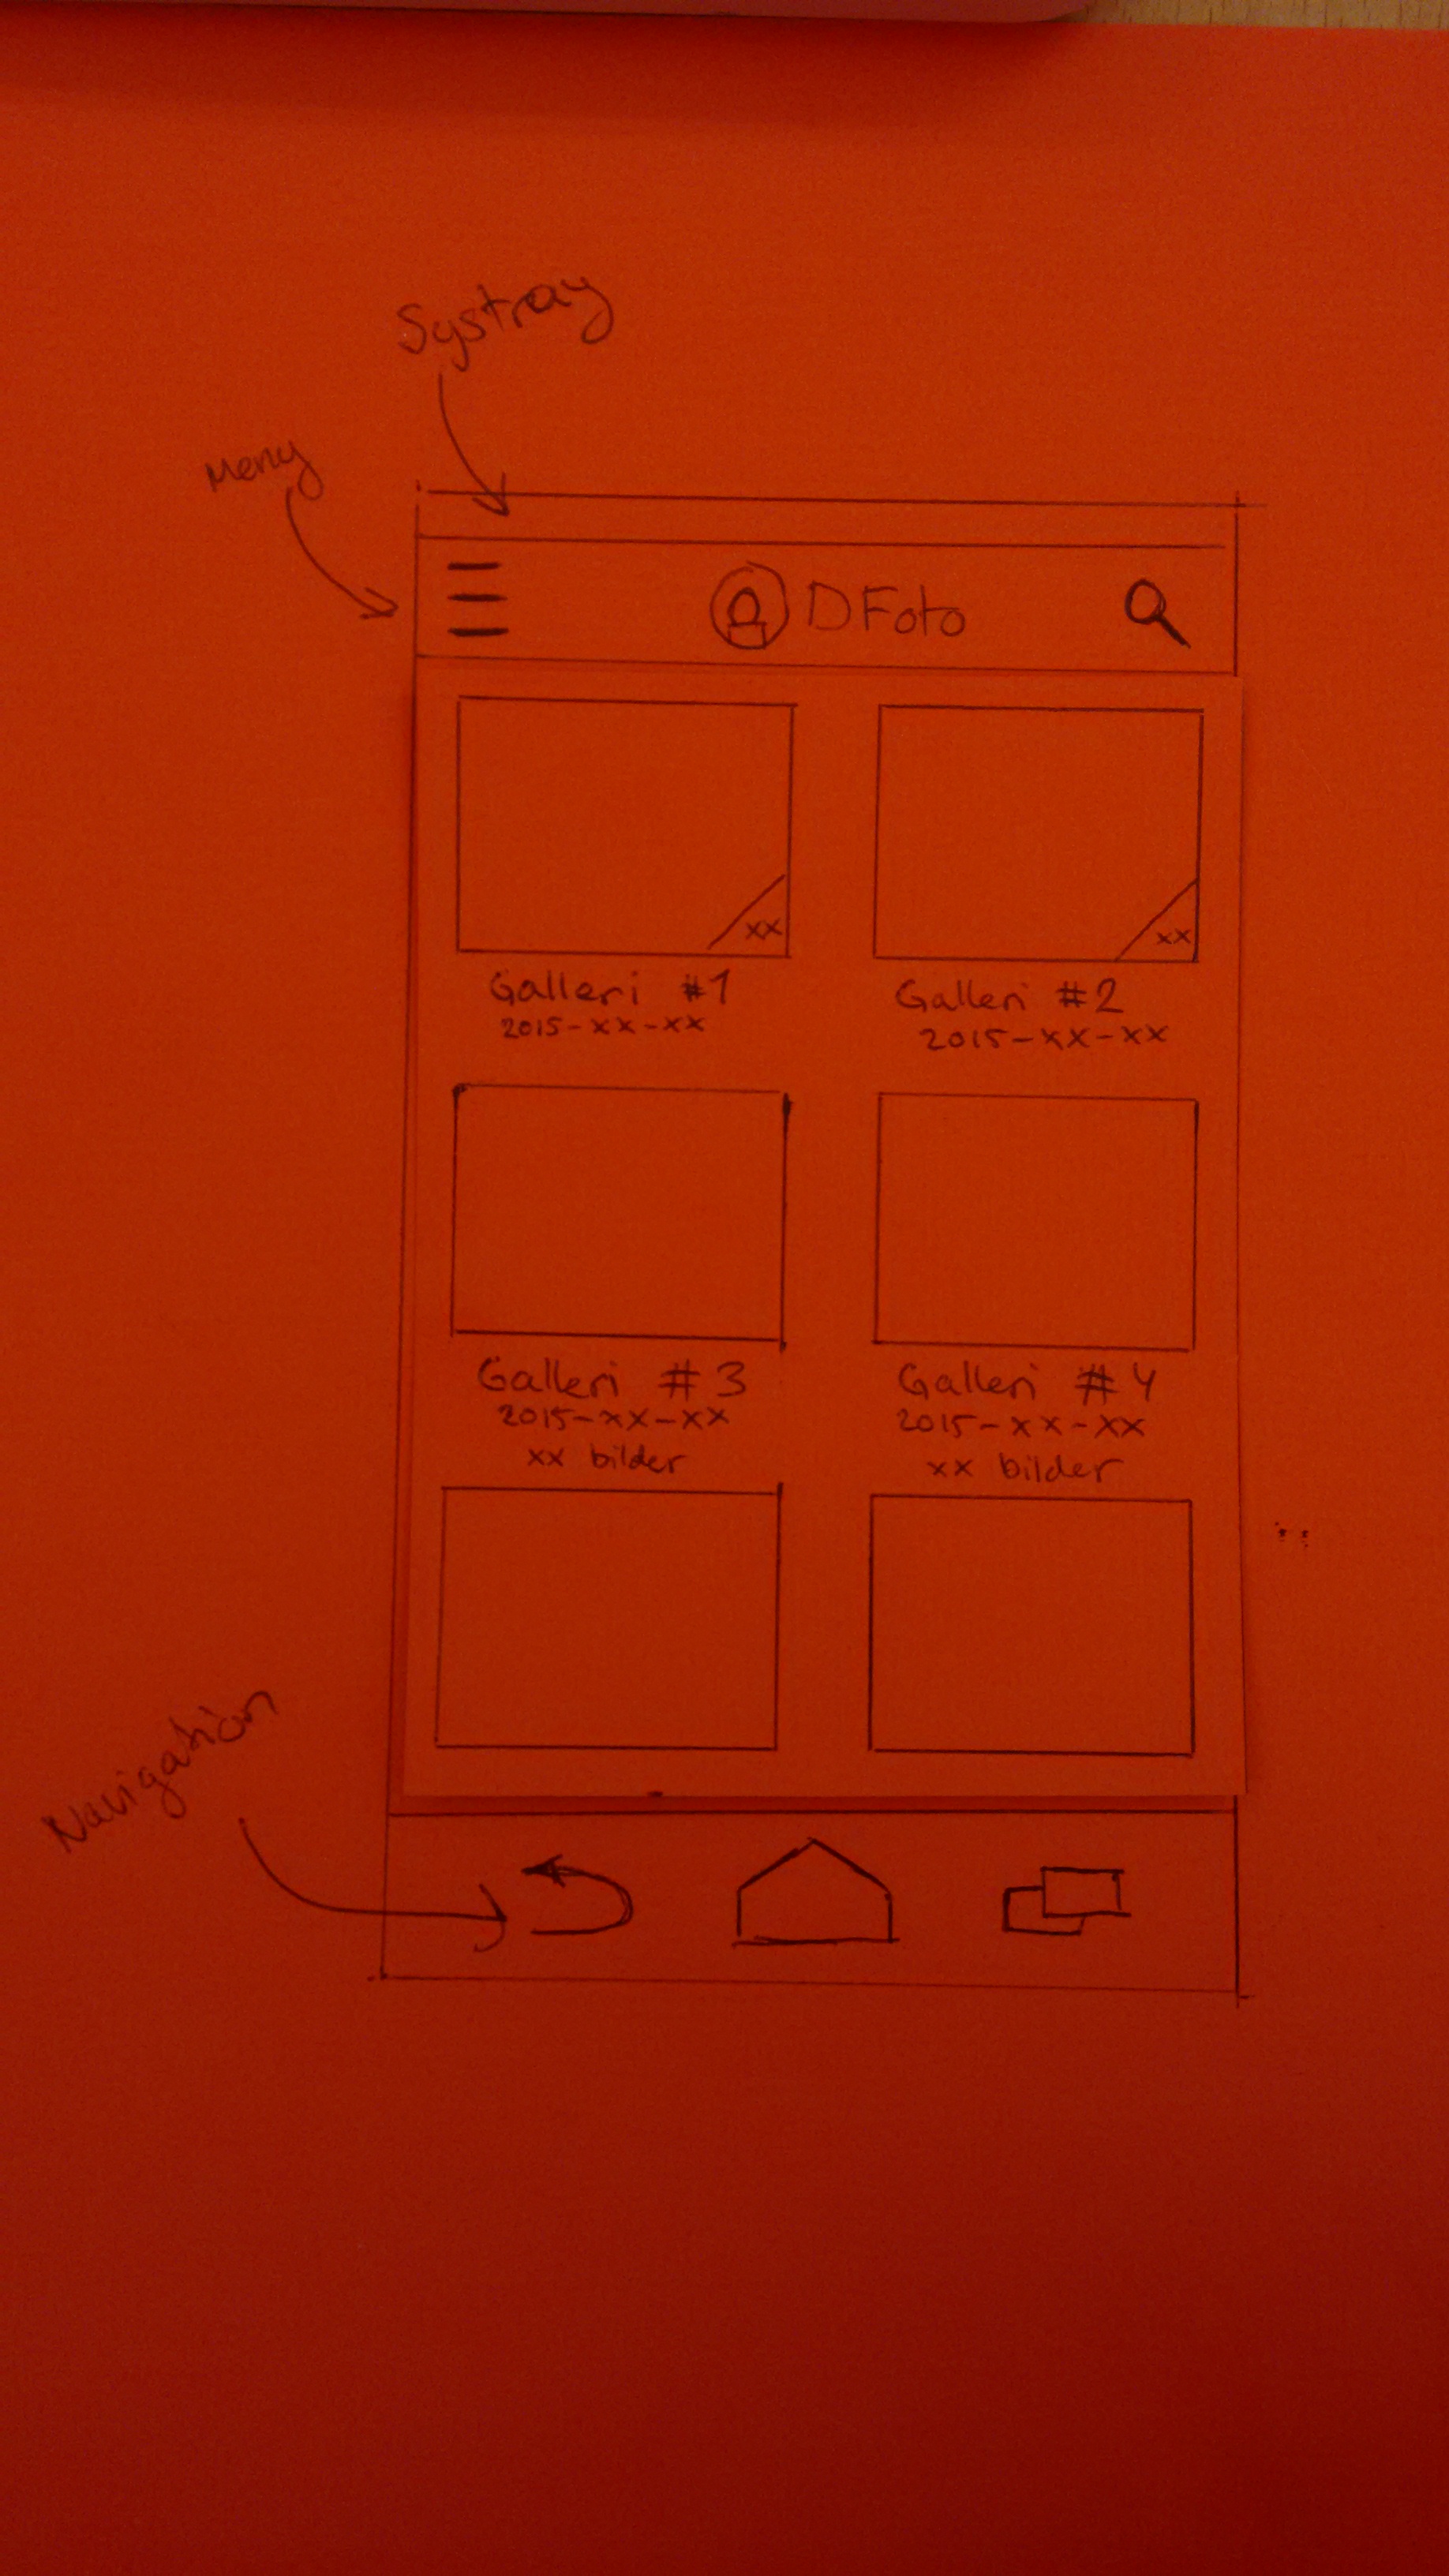 Systray
Meny
DFoto
xx
xx
Galleri #1
2015-xx-xx
Galleri #2
2015-xx-xx
Galleri #3
2015-xx-xx
xx bilder
Galleri #4
2015-xx-xx
xx bilder
Navigation